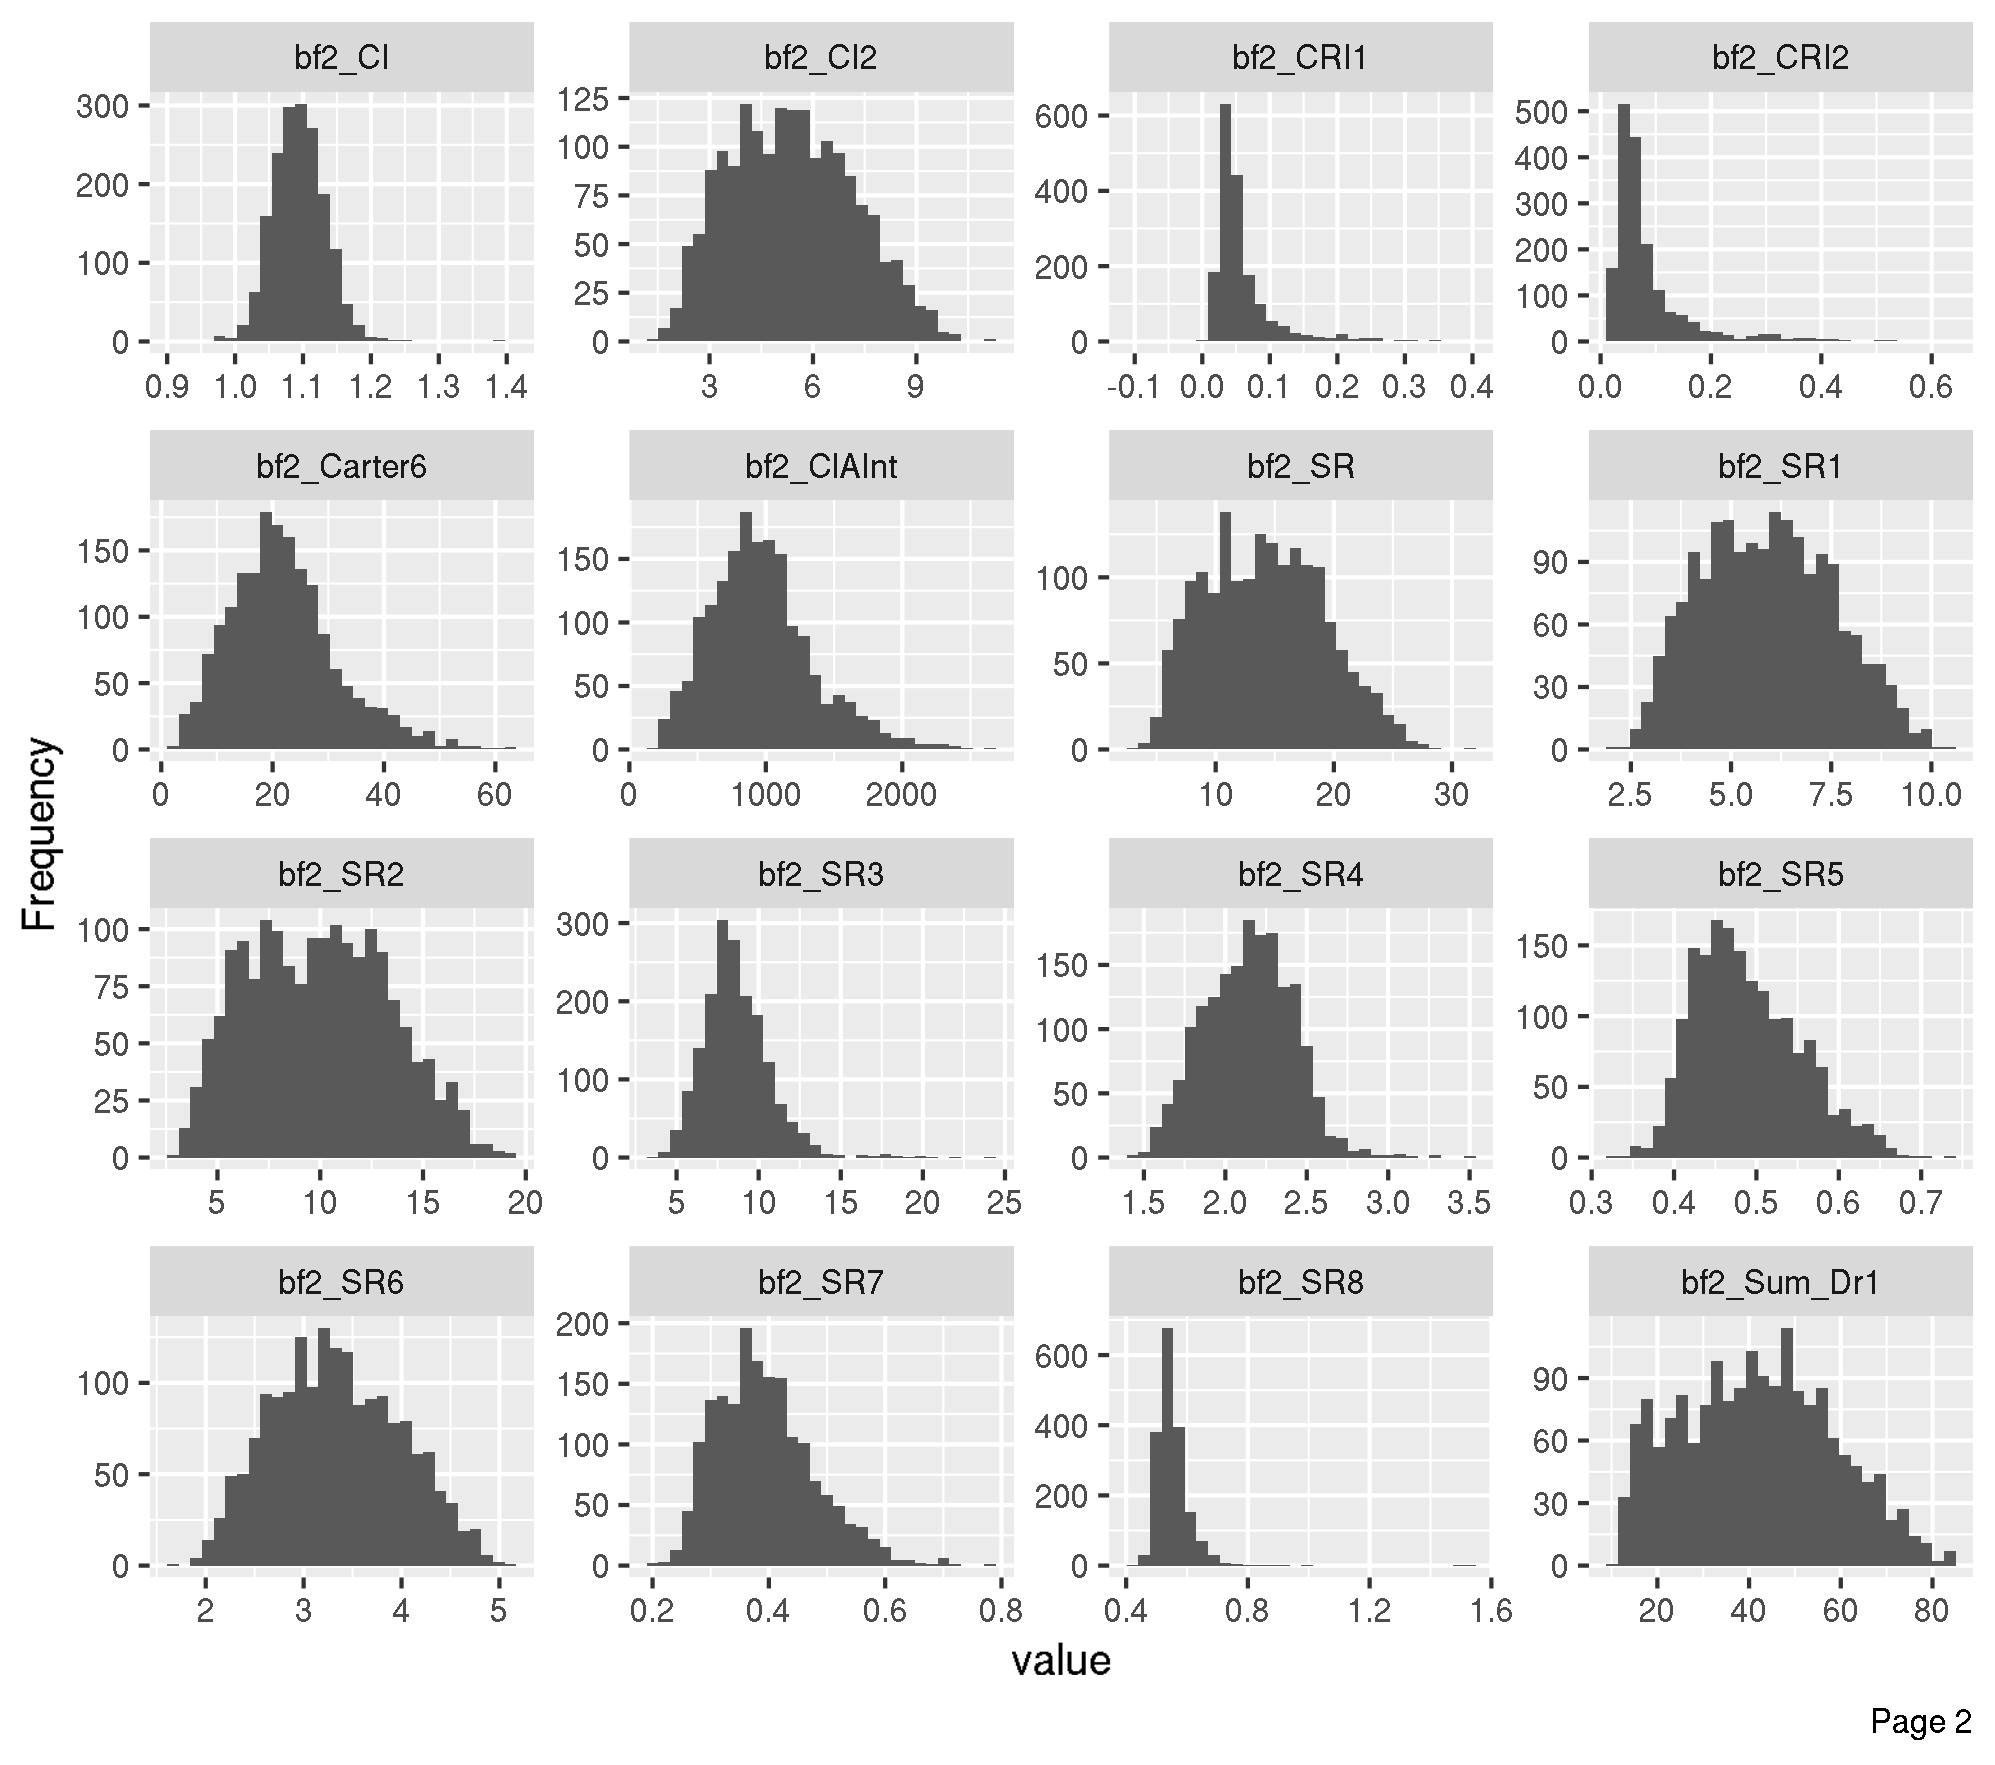 bf2_CI bf2_CI2 bf2_CRI1 bf2_CRI2
300 200 100 0
125 100 75 50 25 0
600 400 200 0
500 400 300 200 100 0
0.9 1.0 1.1 1.2 1.3 1.4
3 6 9
-0.1 0.0 0.1 0.2 0.3 0.4
0.0 0.2 0.4 0.6
bf2_Carter6 bf2_ClAInt bf2_SR bf2_SR1
150 100 50 0
150 100 50 0
100 50 0
90 60 30 0
0 20 40 60
0 1000 2000
10 20 30
2.5 5.0 7.5 10.0
Frequency
bf2_SR2 bf2_SR3 bf2_SR4 bf2_SR5
100 75 50 25 0
300 200 100 0
150 100 50 0
150 100 50 0
5 10 15 20
5 10 15 20 25
1.5 2.0 2.5 3.0 3.5
0.3 0.4 0.5 0.6 0.7
bf2_SR6 bf2_SR7 bf2_SR8 bf2_Sum_Dr1
100 50 0
200 150 100 50 0
600 400 200 0
90 60 30 0
2 3 4 5
0.2 0.4 0.6 0.8
0.4 0.8 1.2 1.6
20 40 60 80
value
Page 2